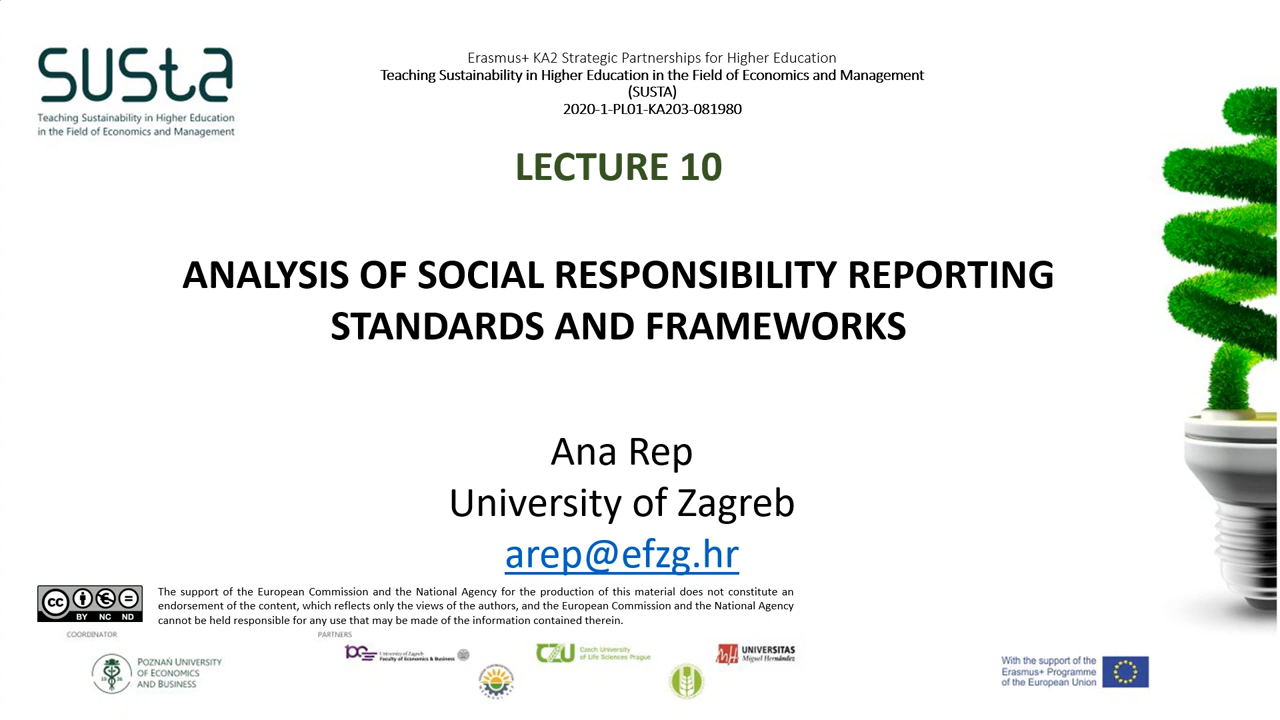 susta
Teaching Sustainability in Higher Education
in the Field of Economics and Management
Erasmus+ KA2 Strategic Partnerships for Higher Education
Teaching Sustainability in Higher Education in the Field of Economics and Management
(SUSTA)
2020-1-PL01-KA203-081980
LECTURE 10
ANALYSIS OF SOCIAL RESPONSIBILITY REPORTING
STANDARDS AND FRAMEWORKS
Ana Rep
University of Zagreb
arep@efzg.hr
cc
BY NC ND
The support of the European Commission and the National Agency for the production of this material does not constitute an
endorsement of the content, which reflects only the views of the authors, and the European Commission and the National Agency
cannot be held responsible for any use that may be made of the information contained therein.
COORDINATOR
PARTNERS
POZNAŃ UNIVERSITY
OF ECONOMICS
AND BUSINESS
University of Zagreb
Faculty of Economics & Business
CZU
Czech University
of Life Sciences Prague
UNIVERSITAS
Miguel Hernández
With the support of the
Erasmus+ Programme
of the European Union